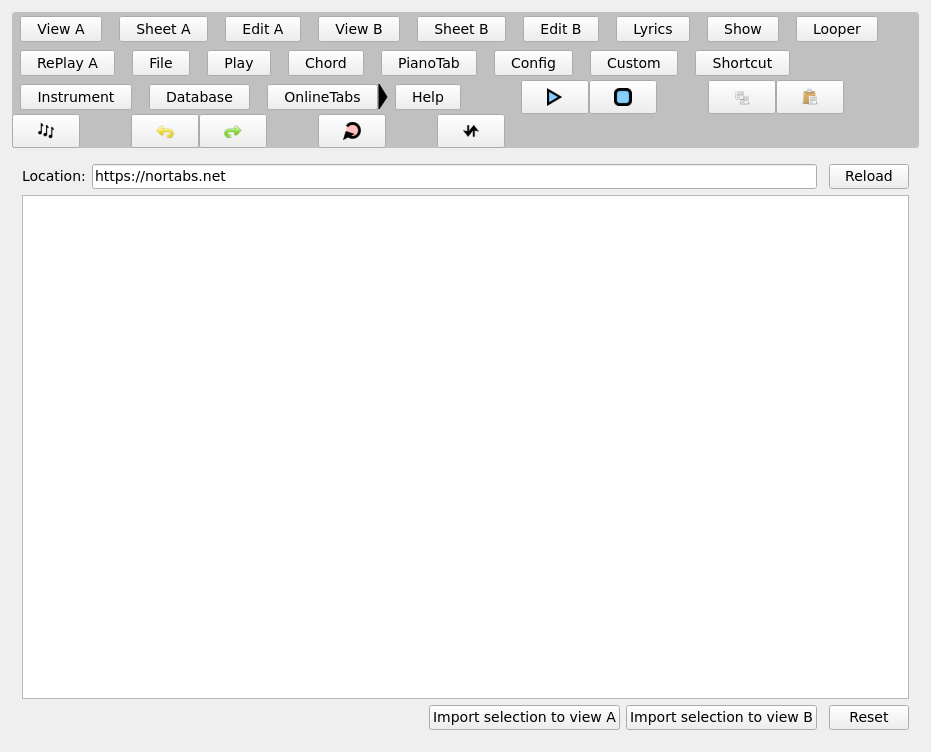 View A Sheet A Edit A View B Sheet B Edit B Lyrics Show Looper
RePlay A File Play Chord PianoTab Config Custom Shortcut
Instrument Database OnlineTabs Help
Location: https://nortabs.net Reload
Import selection to view A Import selection to view B Reset